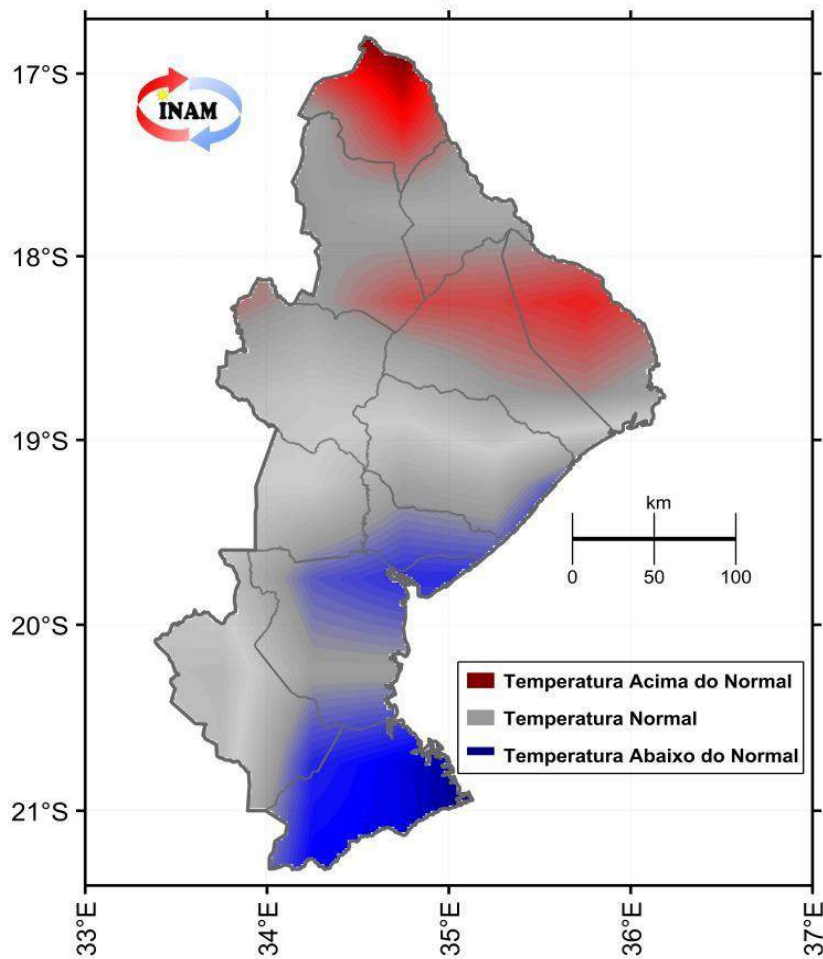 INAM
17°S
18°S
19°S
20°S
21°S
km
0 50 100
Temperatura Acima do Normal
Temperatura Normal
Temperatura Abaixo do Normal
33°E
34°E
35°E
36°E
37°E